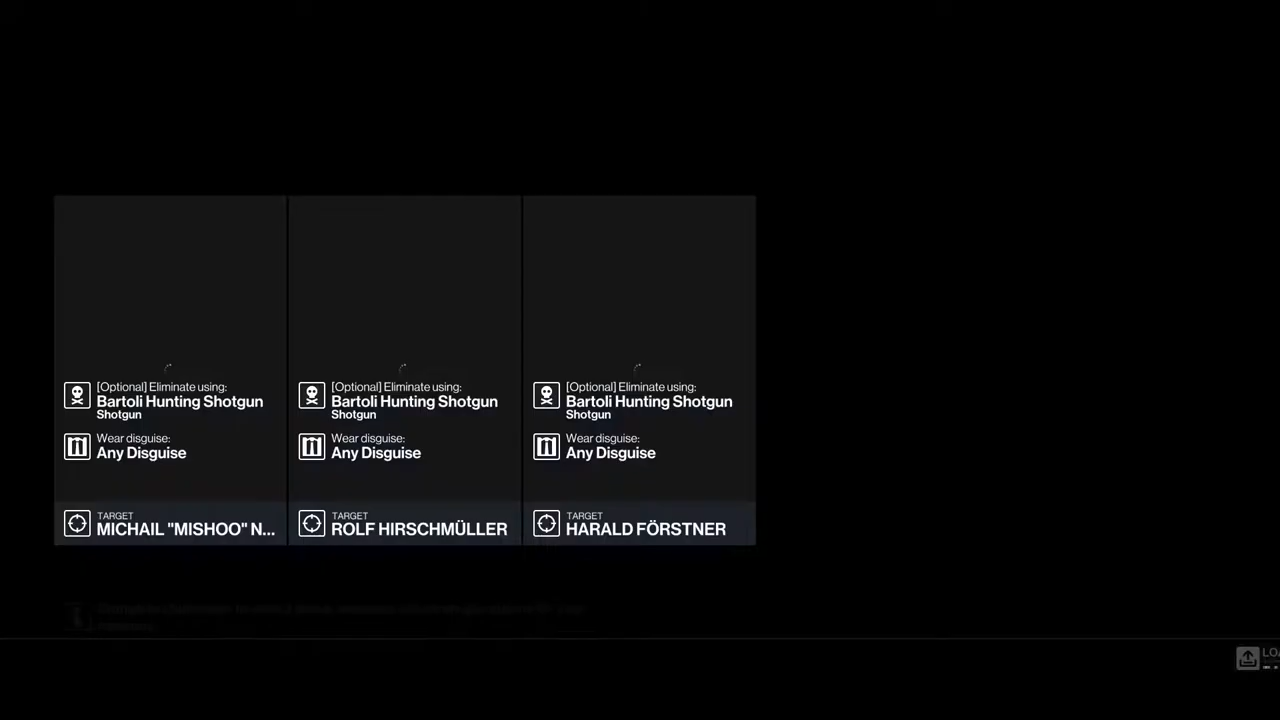 [Optional] Eliminate using:
Bartoli Hunting Shotgun
Shotgun
Wear disguise:
Any Disguise
TARGET
MICHAIL "MISHOO" N...
[Optional] Eliminate using:
Bartoli Hunting Shotgun
Shotgun
Wear disguise:
Any Disguise
TARGET
ROLF HIRSCHMÜLLER
[Optional] Eliminate using:
Bartoli Hunting Shotgun
Shotgun
Wear disguise:
Any Disguise
TARGET
HARALD FÖRSTNER